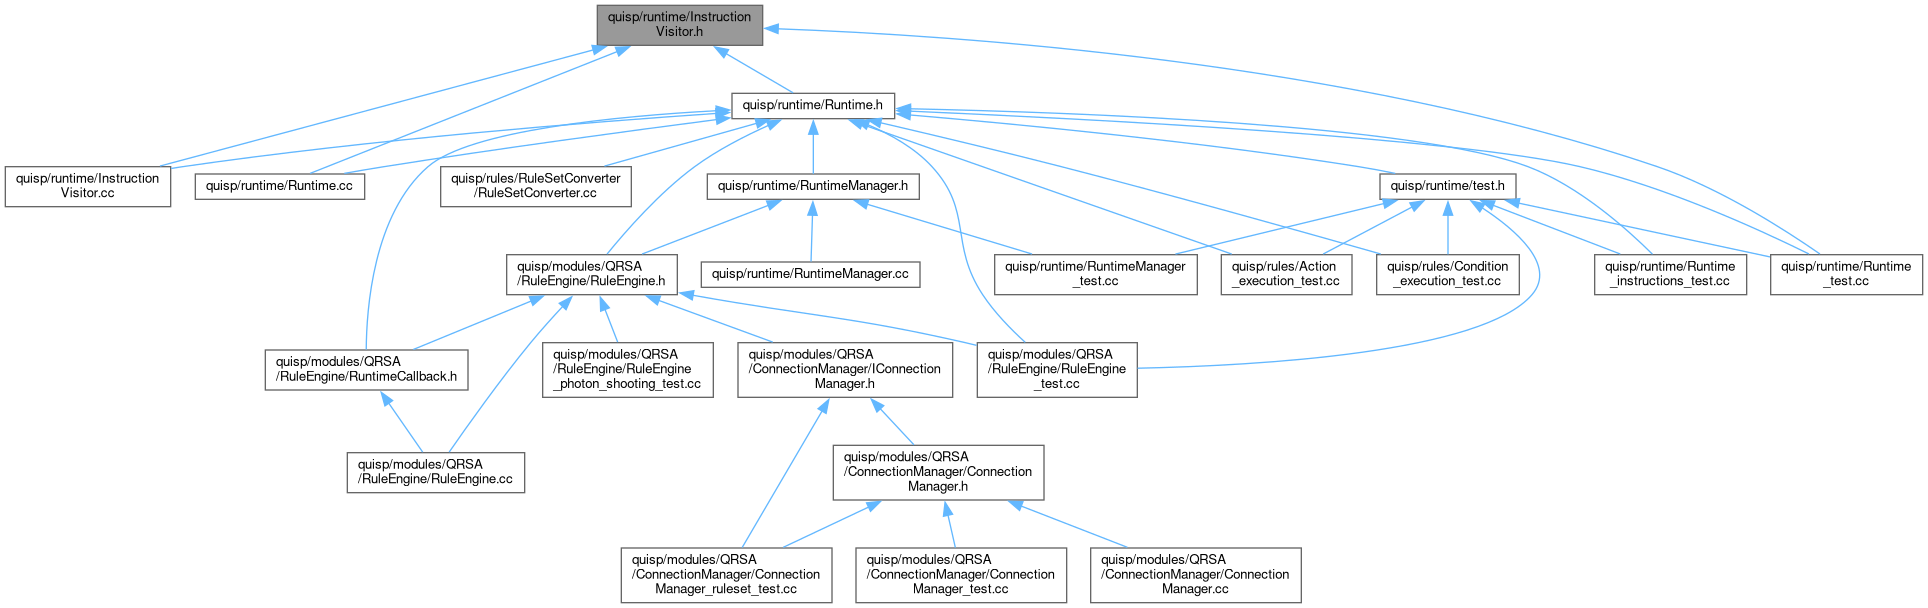 quisp/runtime/Instruction
Visitor.h
quisp/runtime/Runtime.h
quisp/runtime/Instruction
Visitor.cc
quisp/runtime/Runtime.cc
quisp/rules/RuleSetConverter
/RuleSetConverter.cc
quisp/runtime/RuntimeManager.h
quisp/runtime/test.h
quisp/modules/QRSA
/RuleEngine/RuleEngine.h
quisp/runtime/RuntimeManager.cc
quisp/runtime/RuntimeManager
_test.cc
quisp/rules/Action
_execution_test.cc
quisp/rules/Condition
_execution_test.cc
quisp/runtime/Runtime
_instructions_test.cc
quisp/runtime/Runtime
_test.cc
quisp/modules/QRSA
/RuleEngine/RuntimeCallback.h
quisp/modules/QRSA
/RuleEngine/RuleEngine
_photon_shooting_test.cc
quisp/modules/QRSA
/ConnectionManager/IConnection
Manager.h
quisp/modules/QRSA
/RuleEngine/RuleEngine
_test.cc
quisp/modules/QRSA
/RuleEngine/RuleEngine.cc
quisp/modules/QRSA
/ConnectionManager/Connection
Manager.h
quisp/modules/QRSA
/ConnectionManager/Connection
Manager_ruleset_test.cc
quisp/modules/QRSA
/ConnectionManager/Connection
Manager_test.cc
quisp/modules/QRSA
/ConnectionManager/Connection
Manager.cc